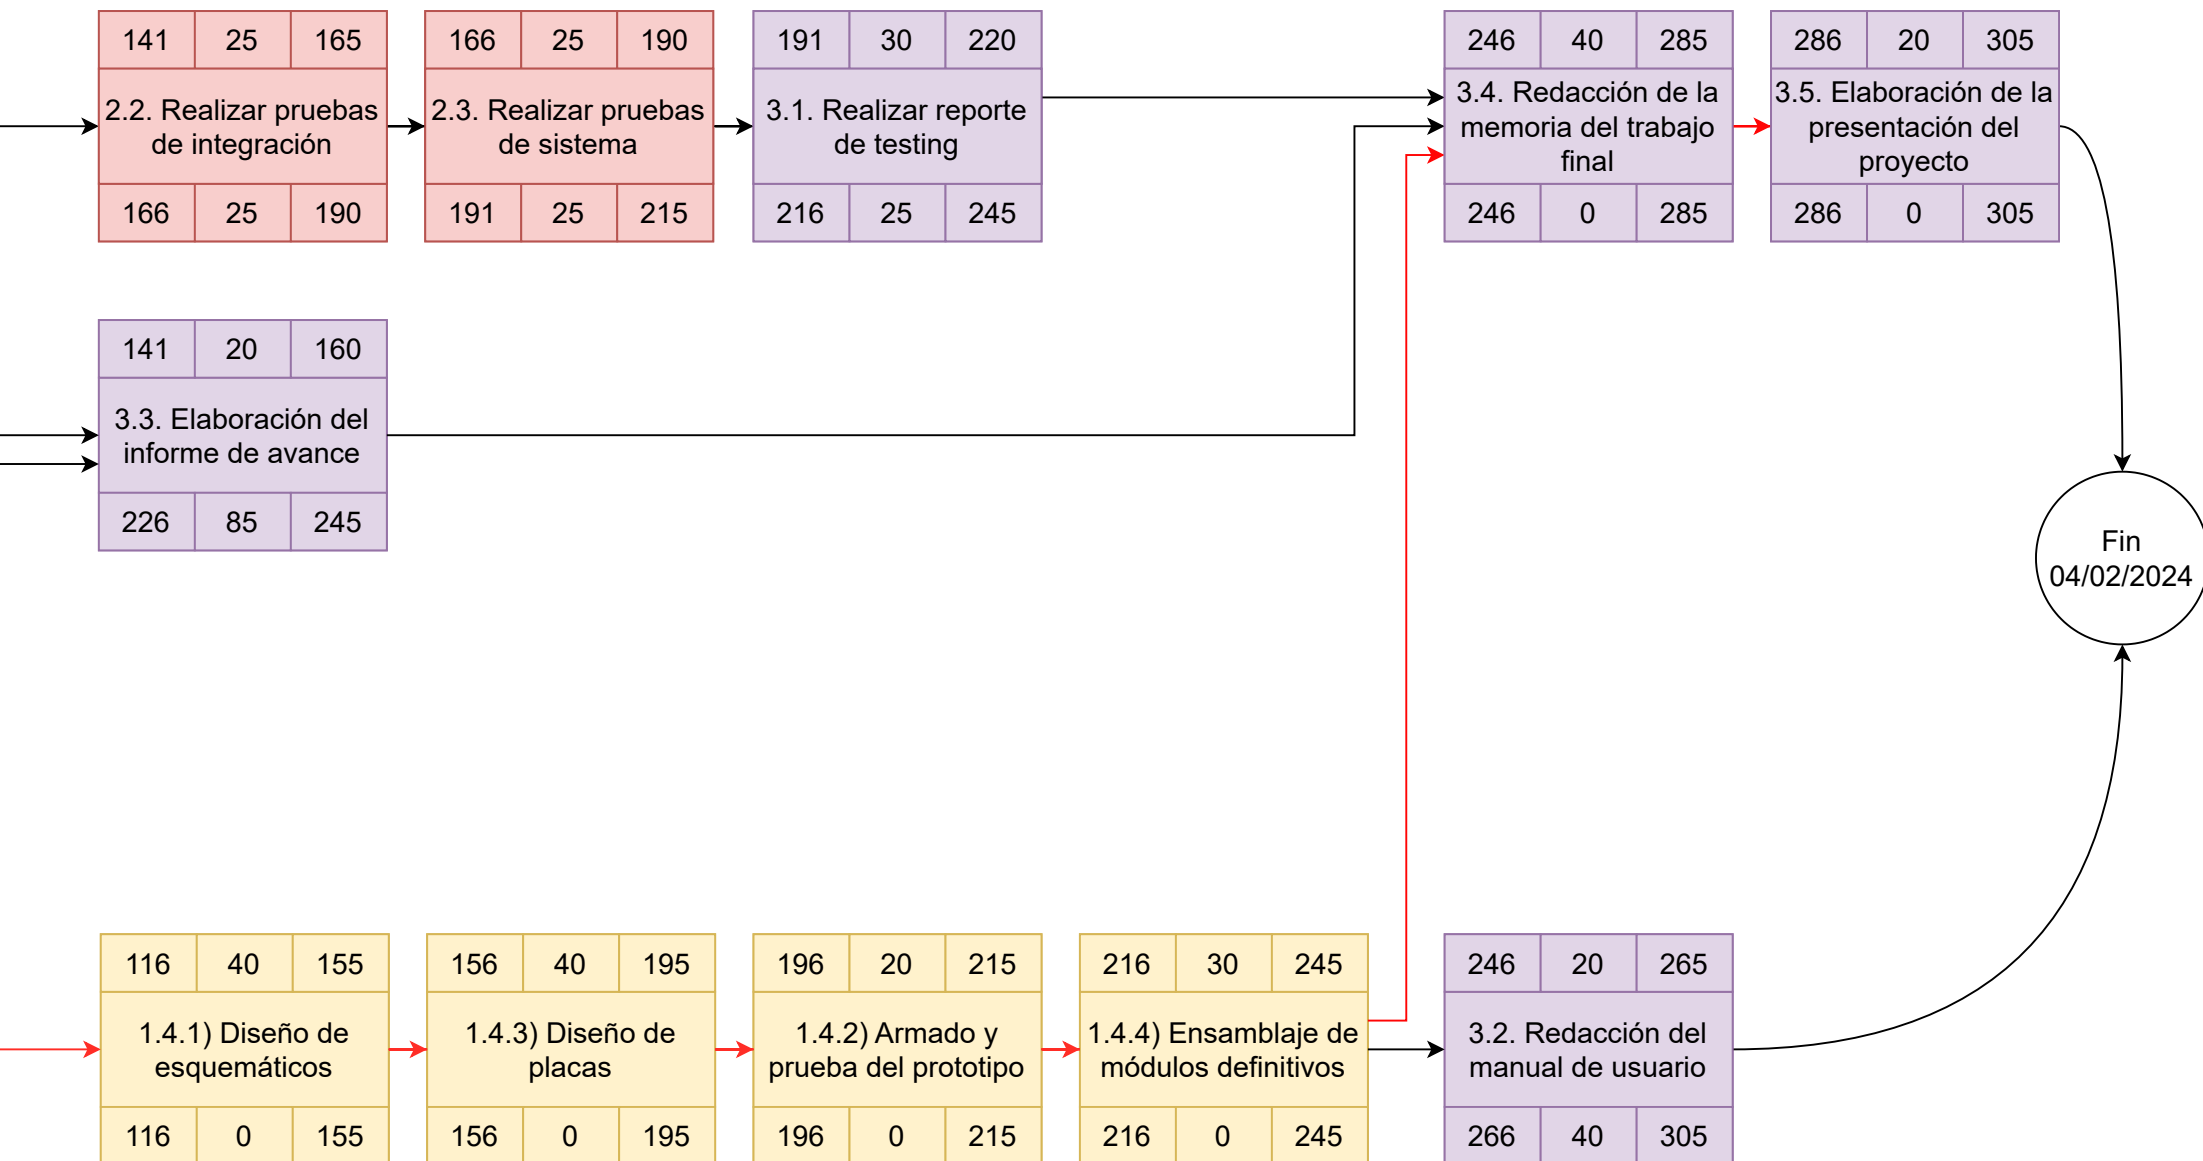 141 25 165
2.2. Realizar pruebas
de integración
166 25 190
166 25 190
2.3. Realizar pruebas
de sistema
191 25 215
191 30 220
3.1. Realizar reporte
de testing
216 25 245
246 40 285
3.4. Redacción de la
memoria del trabajo
final
246 0 285
286 20 305
3.5. Elaboración de la
presentación del
proyecto
286 0 305
141 20 160
3.3. Elaboración del
informe de avance
226 85 245
Fin
04/02/2024
116 40 155
1.4.1) Diseño de
esquemáticos
116 0 155
156 40 195
1.4.3) Diseño de
placas
156 0 195
196 20 215
1.4.2) Armado y
prueba del prototipo
196 0 215
216 30 245
1.4.4) Ensamblaje de
módulos definitivos
216 0 245
246 20 265
3.2. Redacción del
manual de usuario
266 40 305